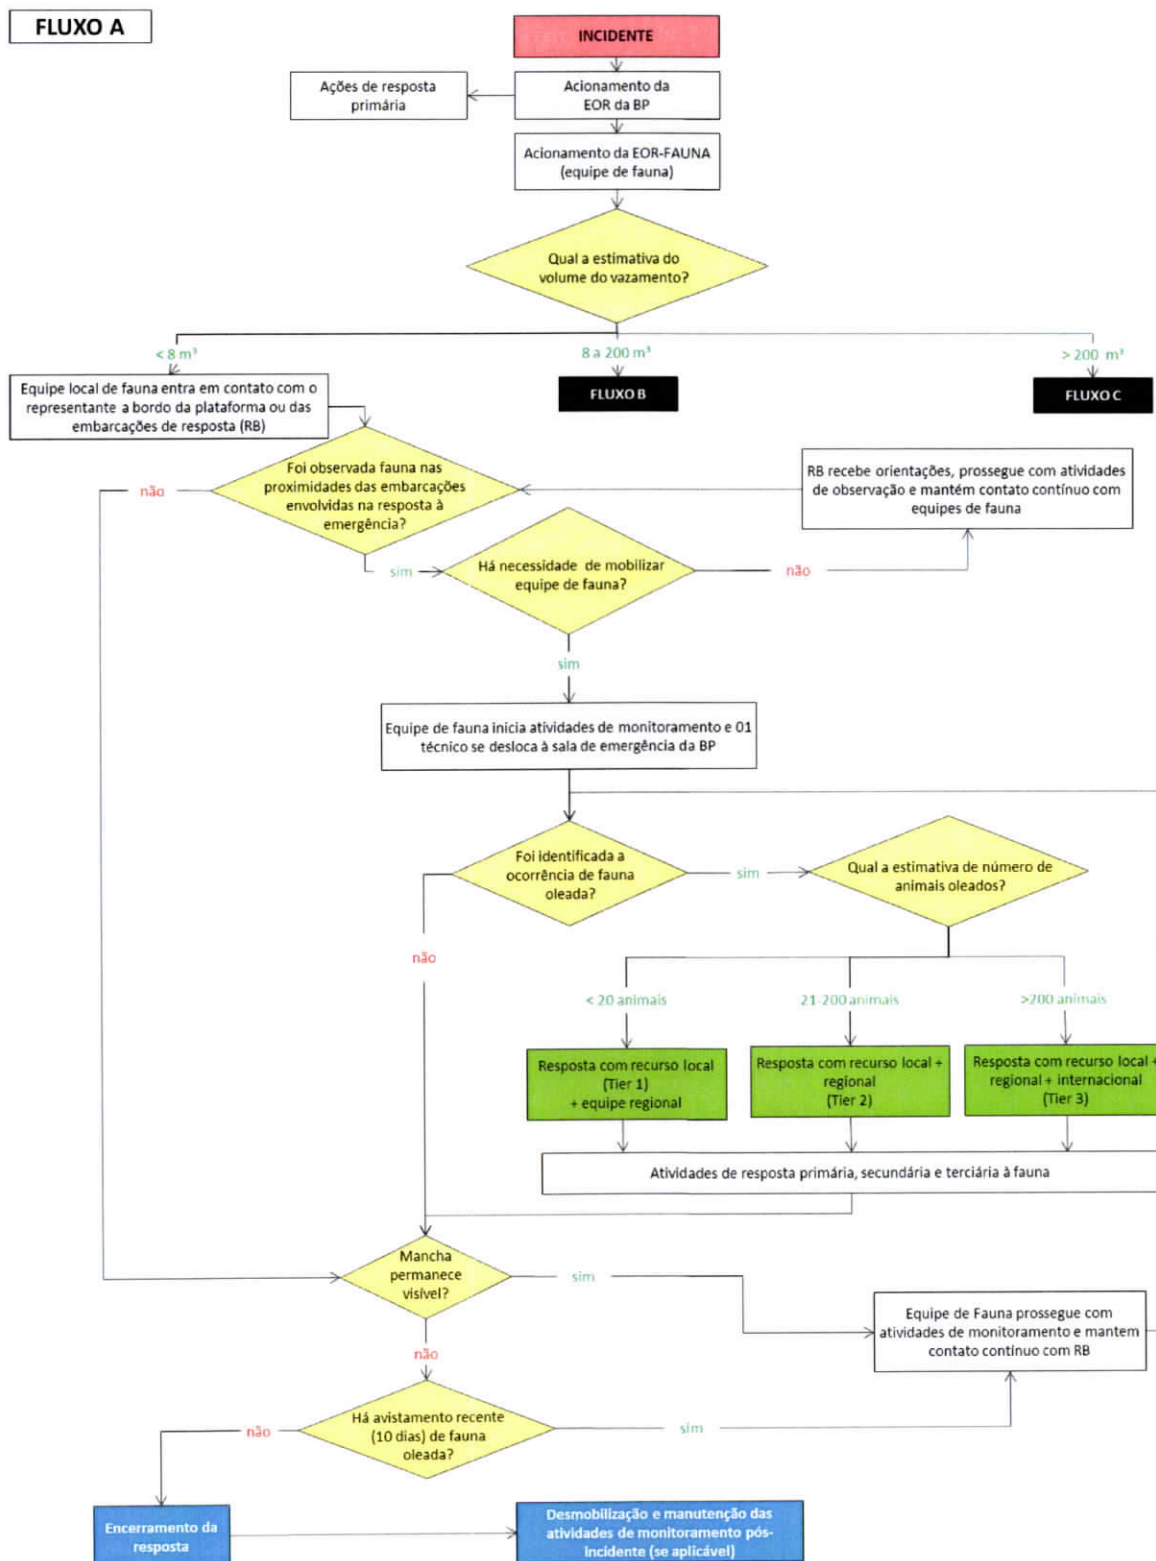 FLUXO A
INCIDENTE
Ações de resposta
primária
Acionamento da
EOR da BP
Acionamento da EOR-FAUNA
(equipe de fauna)
Qual a estimativa do
volume do vazamento?
< 8 m³
8 a 200 m³
> 200 m³
Equipe local de fauna entra em contato com o
representante a bordo da plataforma ou das
embarcações de resposta (RB)
FLUXO B
FLUXO C
Foi observada fauna nas
proximidades das embarcações
envolvidas na resposta à
emergência?
não
RB recebe orientações, prossegue com atividades
de observação e mantém contato contínuo com
equipes de fauna
sim
Há necessidade de mobilizar
equipe de fauna?
não
sim
Equipe de fauna inicia atividades de monitoramento e 01
técnico se desloca à sala de emergência da BP
Foi identificada a
ocorrência de fauna
oleada?
sim
Qual a estimativa de número de
animais oleados?
não
< 20 animais
21-200 animais
>200 animais
Resposta com recurso local
(Tier 1)
+ equipe regional
Resposta com recurso local +
regional
(Tier 2)
Resposta com recurso local +
regional + internacional
(Tier 3)
Atividades de resposta primária, secundária e terciária à fauna
Mancha
permanece
visível?
sim
Equipe de Fauna prossegue com
atividades de monitoramento e mantem
contato contínuo com RB
não
Há avistamento recente
(10 dias) de fauna
oleada?
não
sim
Encerramento da
resposta
Desmobilização e manutenção das
atividades de monitoramento pós-
incidente (se aplicável)